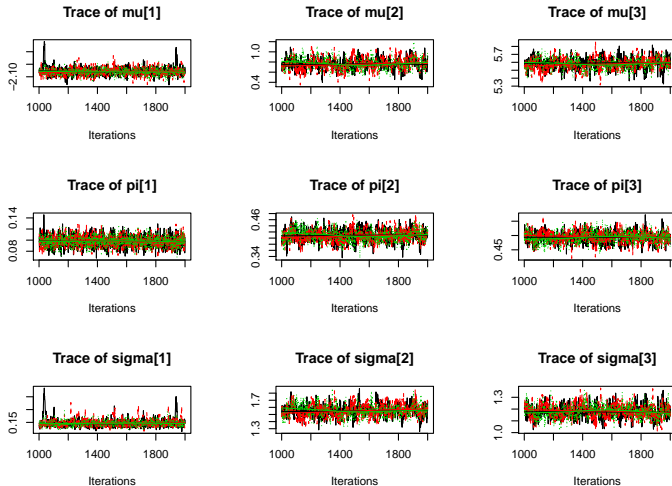 Trace of mu[1] Trace of mu[2] Trace of mu[3]
-2.10
0.4 1.0
5.3 5.7
1000 1400 1800 1000 1400 1800 1000 1400 1800
Iterations Iterations Iterations
Trace of pi[1] Trace of pi[2] Trace of pi[3]
0.08 0.14
0.34 0.46
0.45
1000 1400 1800 1000 1400 1800 1000 1400 1800
Iterations Iterations Iterations
Trace of sigma[1] Trace of sigma[2] Trace of sigma[3]
0.15
1.3 1.7
1.0 1.3
1000 1400 1800 1000 1400 1800 1000 1400 1800
Iterations Iterations Iterations